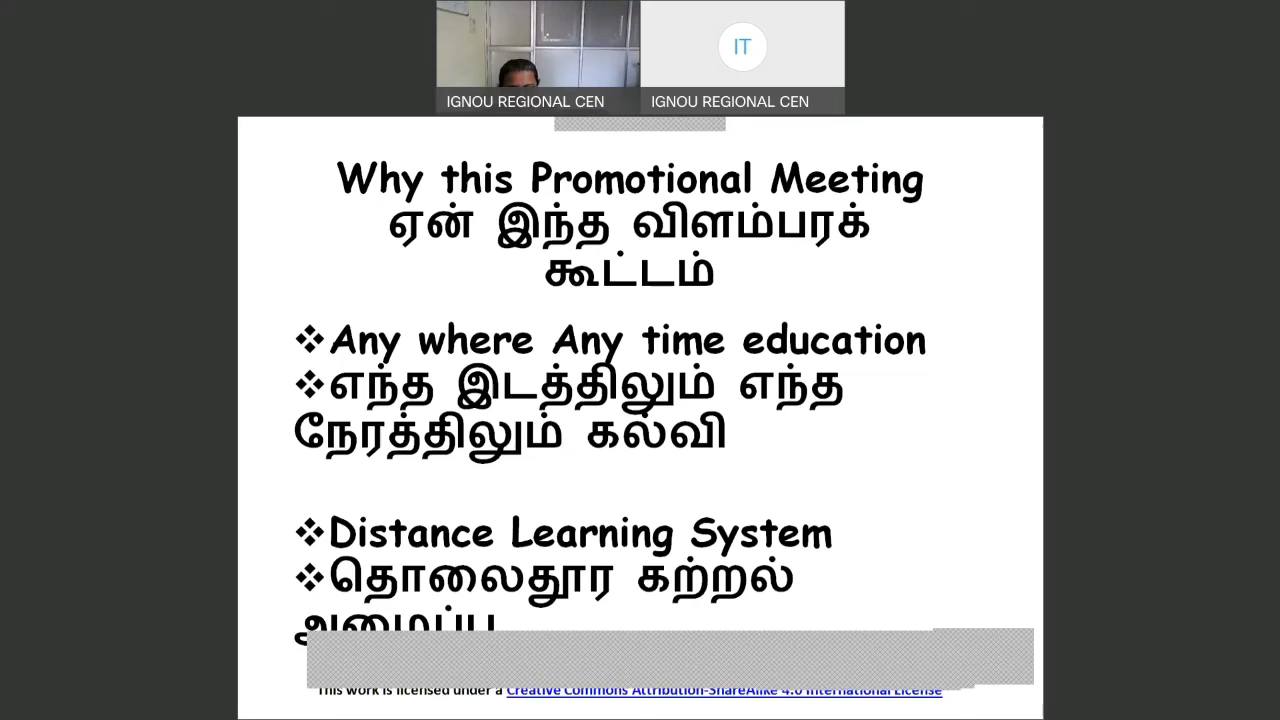 IGNOU REGIONAL CEN
IT
IGNOU REGIONAL CEN
Why this Promotional Meeting
ஏன் இந்த விளம்பரக்
கூட்டம்
❖Any where Any time education
❖எந்த இடத்திலும் எந்த
நேரத்திலும் கல்வி
❖Distance Learning System
❖தொலைதூர கற்றல்
This work is licensed under a Creative Commons Attribution-ShareAlike 4.0 International License